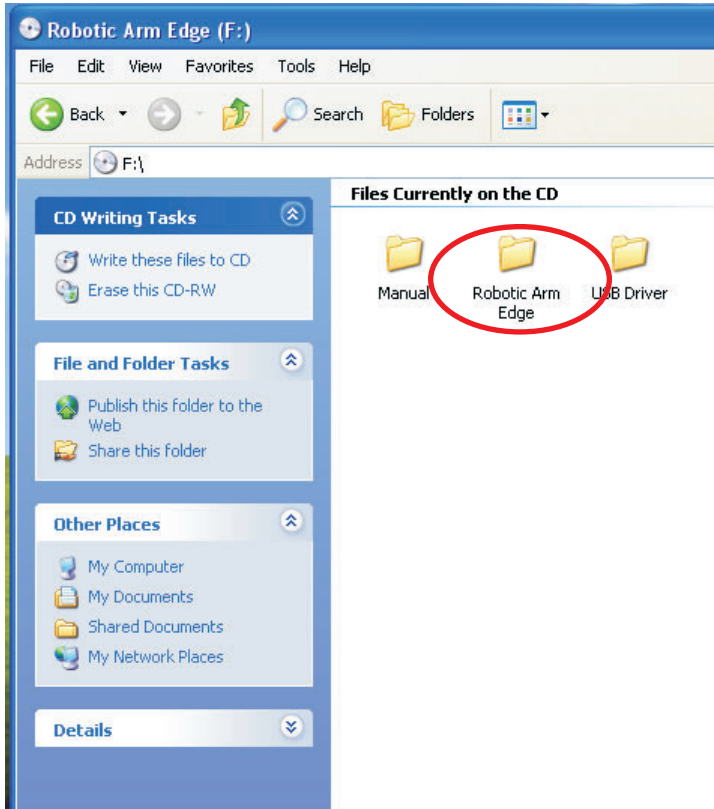 Robotic Arm Edge (F:)
File Edit View Favorites Tools Help
Back Search Folders
Address F:\
CD Writing Tasks
Write these files to CD
Erase this CD-RW
File and Folder Tasks
Publish this folder to the
Web
Share this folder
Other Places
My Computer
My Documents
Shared Documents
My Network Places
Details
Files Currently on the CD
Manual Robotic Arm USB Driver
Edge